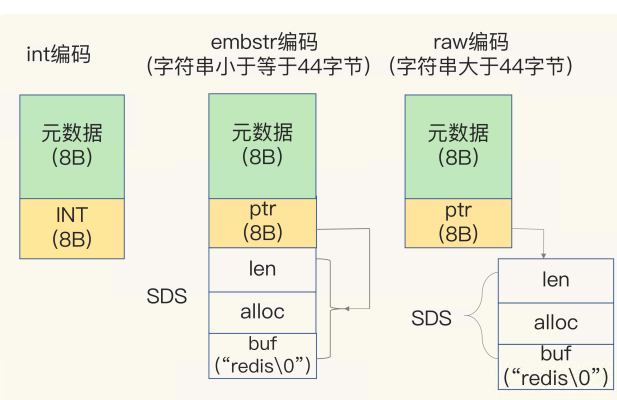 int编码
embstr编码
(字符串小于等于44字节)
raw编码
(字符串大于44字节)
元数据
(8B)
INT
(8B)
元数据
(8B)
ptr
(8B)
SDS
len
alloc
buf
(“redis\0”)
元数据
(8B)
ptr
(8B)
SDS
len
alloc
buf
(“redis\0”)